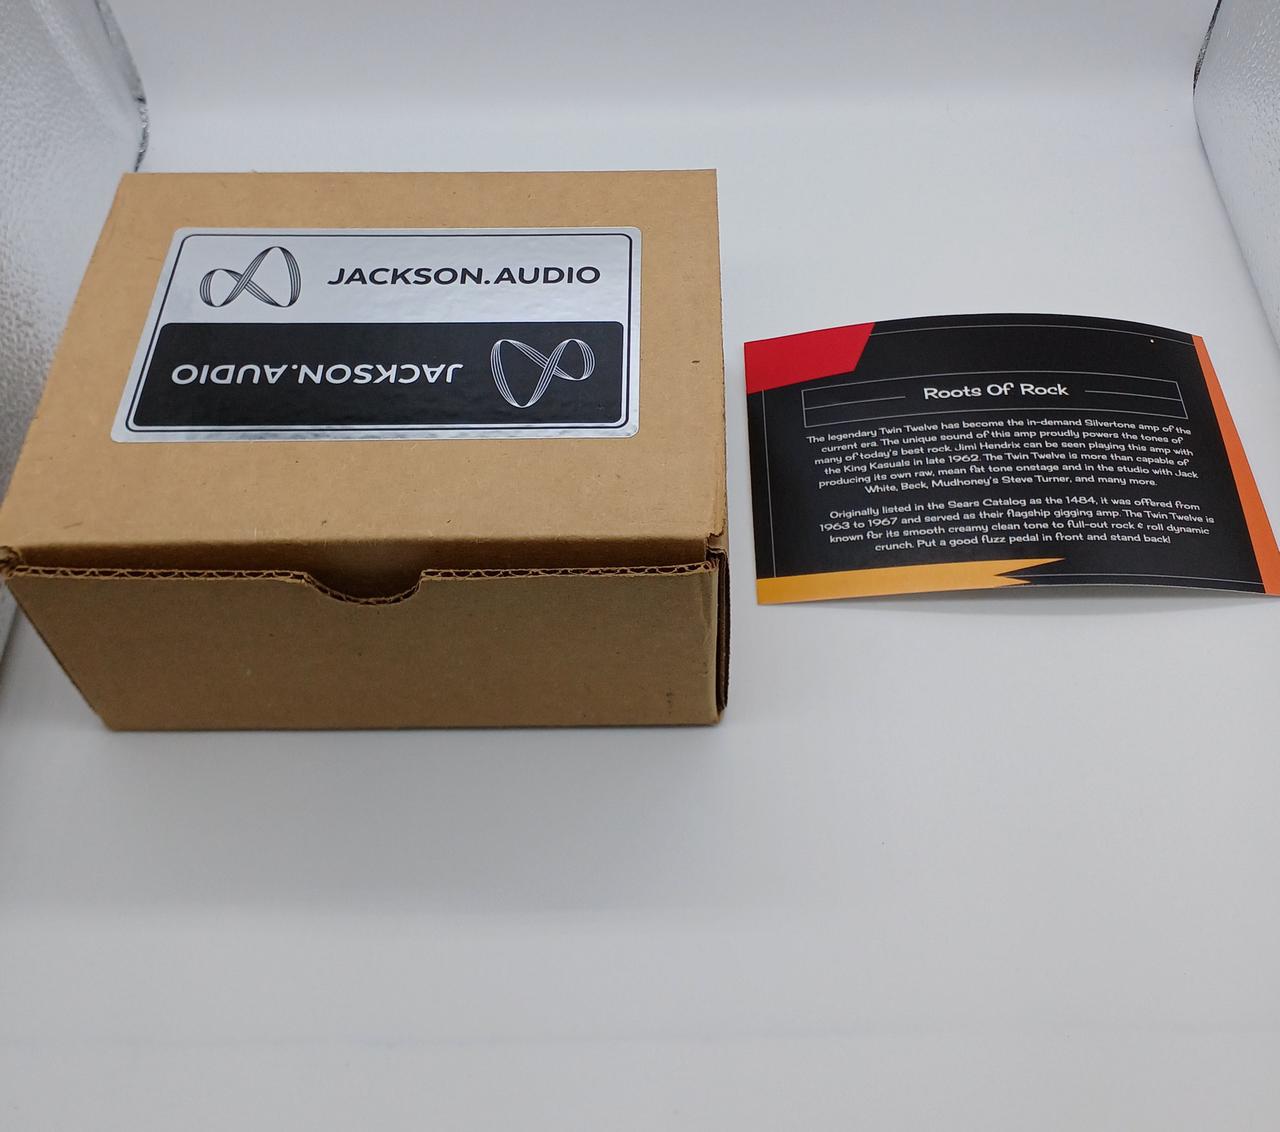 JACKSON.AUDIO
JACKSON.AUDIO
Roots Of Rock
The legendary Twin Twelve has become the in-demand Silvertone amp of the
current era. The unique sound of this amp proudly powers the tones of
many of today's best rock. Jimi Hendrix can be seen playing this amp with
the King Kasuals in late 1962. The Twin Twelve is more than capable of
producing its own raw, mean fat tone onstage and in the studio with Jack
White, Beck, Mudhoney's Steve Turner, and many more.
Originally listed in the Sears Catalog as the 1484, it was offered from
1963 to 1967 and served as their flagship gigging amp. The Twin Twelve is
known for its smooth creamy clean tone to full-out rock & roll dynamic
crunch. Put a good fuzz pedal in front and stand back!